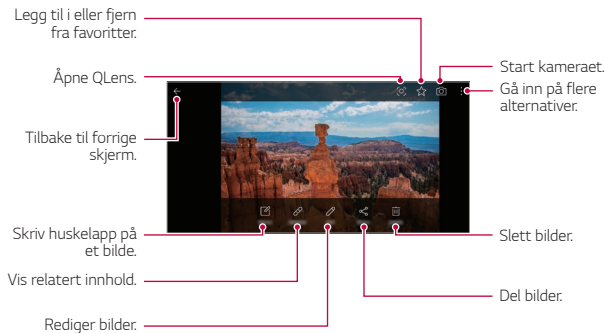 Legg til i eller fjern
fra favoritter.
Åpne QLens.
Tilbake til forrige
skjerm.
Skriv huskelapp på
et bilde.
Vis relatert innhold.
Rediger bilder.
Start kameraet.
Gå inn på flere
alternativer.
Slett bilder.
Del bilder.